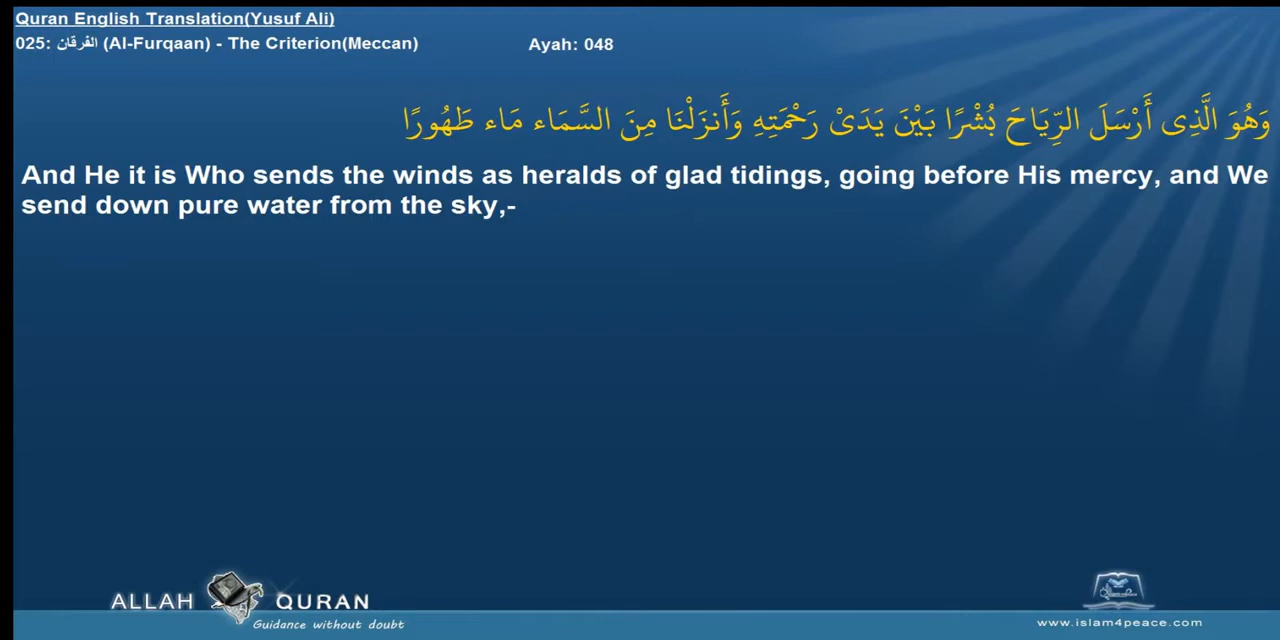 Quran English Translation(Yusuf Ali)
025: الفرقان (Al-Furqaan) - The Criterion(Meccan) Ayah: 048
وَهُوَ الَّذِى أَرْسَلَ الرِّيَاحَ بُشْرًا بَيْنَ يَدَىْ رَحْمَتِهِ وَأَنزَلْنَا مِنَ السَّمَاء مَاء طَهُورًا
And He it is Who sends the winds as heralds of glad tidings, going before His mercy, and We
send down pure water from the sky,-
ALLAH QURAN
Guidance without doubt
www.islam4peace.com